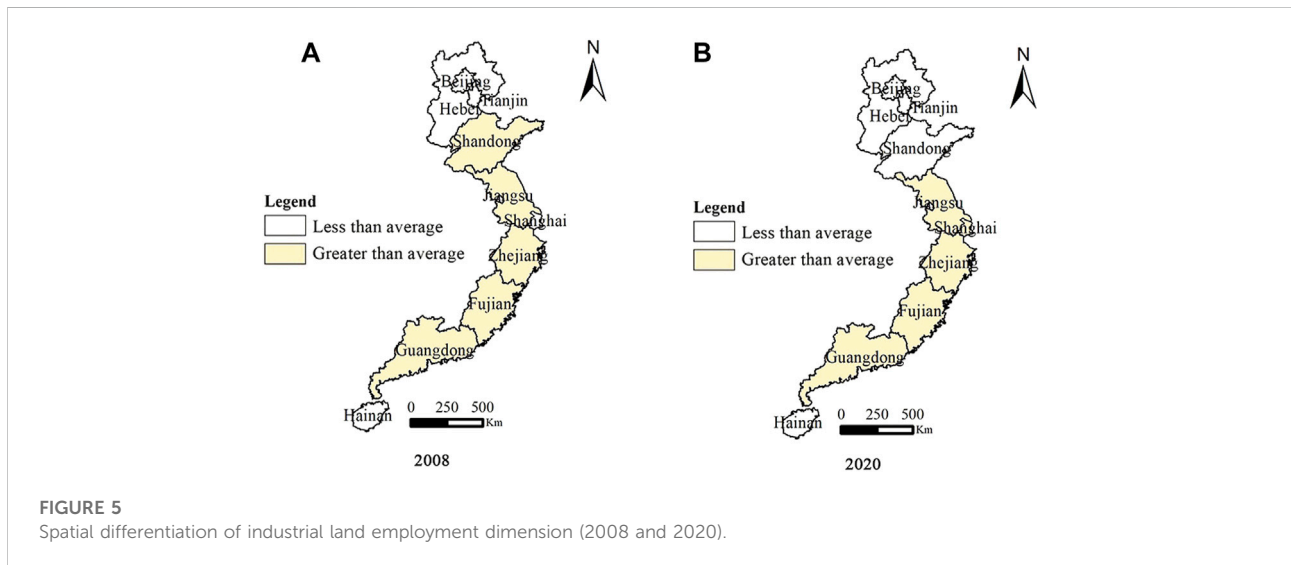 A
N
Beijing
Tianjin
Hebei
Shandong
Jiangsu
Shanghai
Zhejiang
Fujian
Guangdong
Hainan
Legend
Less than average
Greater than average
0 250 500
Km
2008
B
N
Beijing
Tianjin
Hebei
Shandong
Jiangsu
Shanghai
Zhejiang
Fujian
Guangdong
Hainan
Legend
Less than average
Greater than average
0 250 500
Km
2020
FIGURE 5
Spatial differentiation of industrial land employment dimension (2008 and 2020).